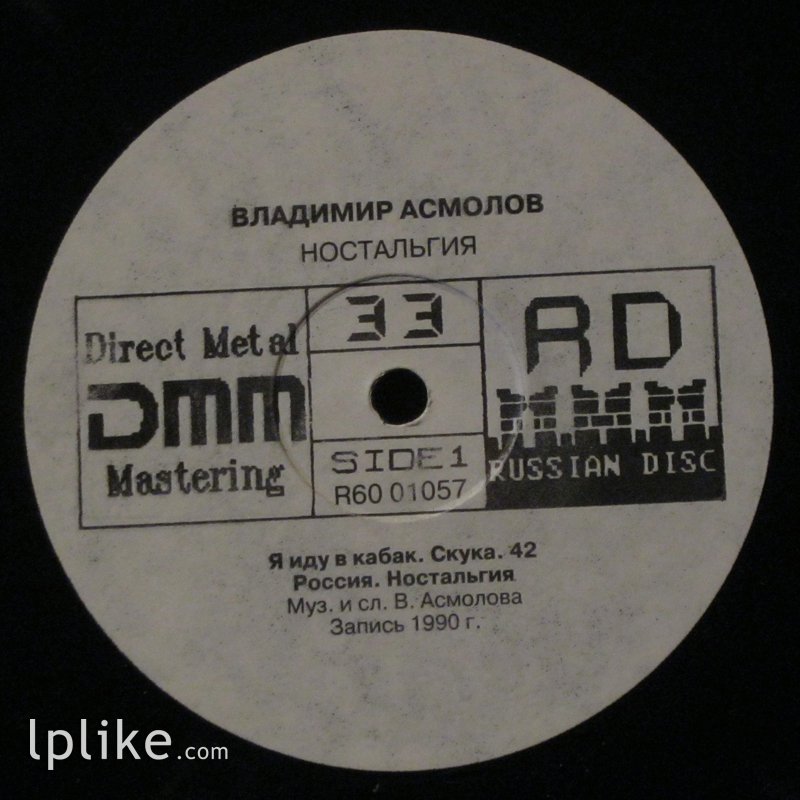 ВЛАДИМИР АСМОЛОВ
НОСТАЛЬГИЯ
Direct Metal
DMM
Mastering
33
SIDE 1
R60 01057
RD
RUSSIAN DISC
Я иду в кабак. Скука. 42
Россия. Ностальгия
Муз. и сл. В. Асмолова
Запись 1990 г.
lplike.com